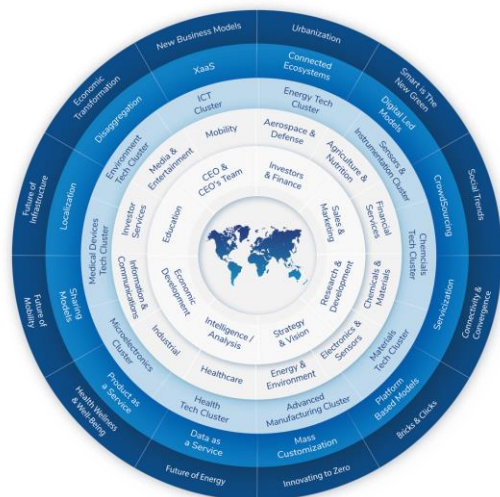 New Business Models
Urbanization
Smart is The
New Green
Social Trends
Connectivity &
Convergence
Bricks & Clicks
Innovating to Zero
Future of Energy
Health Wellness
& Well-Being
Future of
Mobility
Future of
Infrastructure
Economic
Transformation
XaaS
Connected
Ecosystems
Digital Led
Models
CrowdSourcing
Servicization
Platform
Based Models
Mass
Customization
Data as
a Service
Product as
a Service
Sharing
Models
Localization
Disaggregation
ICT
Cluster
Energy Tech
Cluster
Sensors &
Instrumentation Cluster
Chemcials
Tech Cluster
Materials
Tech Cluster
Advanced
Manufacturing Cluster
Health
Tech Cluster
Microelectronics
Cluster
Medical Devices
Tech Cluster
Environment
Tech Cluster
Mobility
Aerospace &
Defense
Agriculture &
Nutrition
Financial
Services
Chemicals &
Materials
Electronics &
Sensors
Energy &
Environment
Healthcare
Industrial
Information &
Communications
Investor
Services
Media &
Entertainment
CEO &
CEO's Team
Investors
& Finance
Sales &
Marketing
Research &
Development
Strategy
& Vision
Intelligence /
Analysis
Economic
Development
Education